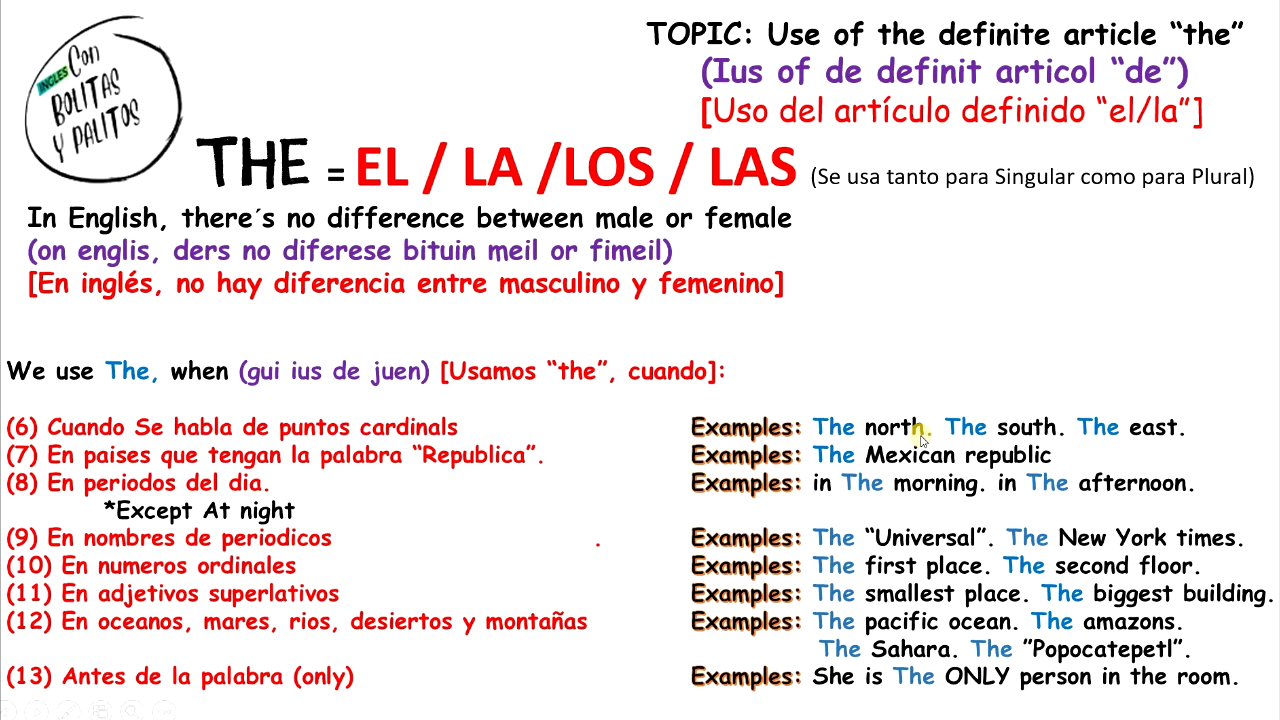 INGLES Con
BOLITAS
Y PALITOS
TOPIC: Use of the definite article “the”
(Ius of de definit articol “de”)
[Uso del artículo definido “el/la”]
THE = EL / LA /LOS / LAS (Se usa tanto para Singular como para Plural)
In English, there´s no difference between male or female
(on englis, ders no diferese bituin meil or fimeil)
[En inglés, no hay diferencia entre masculino y femenino]
We use The, when (gui ius de juen) [Usamos “the”, cuando]:
(6) Cuando Se habla de puntos cardinals Examples: The north. The south. The east.
(7) En paises que tengan la palabra “Republica”. Examples: The Mexican republic
(8) En periodos del dia. Examples: in The morning. in The afternoon.
*Except At night
(9) En nombres de periodicos . Examples: The “Universal”. The New York times.
(10) En numeros ordinales Examples: The first place. The second floor.
(11) En adjetivos superlativos Examples: The smallest place. The biggest building.
(12) En oceanos, mares, rios, desiertos y montañas Examples: The pacific ocean. The amazons.
The Sahara. The ”Popocatepetl”.
(13) Antes de la palabra (only) Examples: She is The ONLY person in the room.